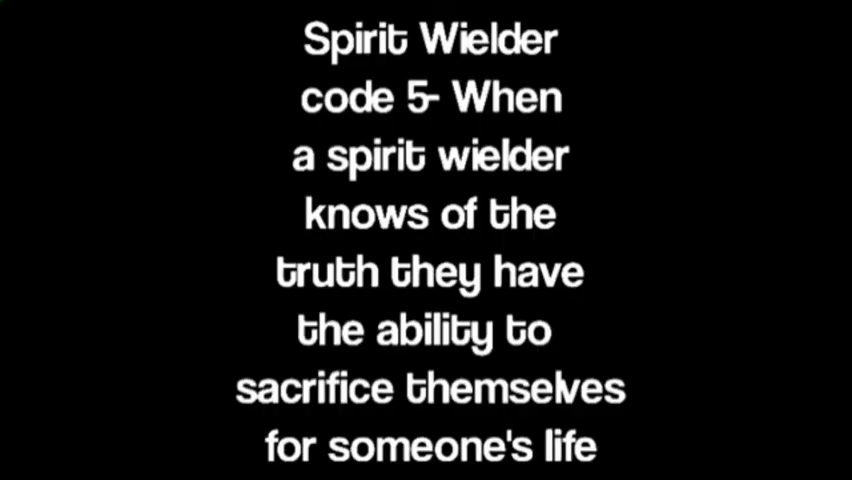 Spirit Wielder
code 5- When
a spirit wielder
knows of the
truth they have
the ability to
sacrifice themselves
for someone's life